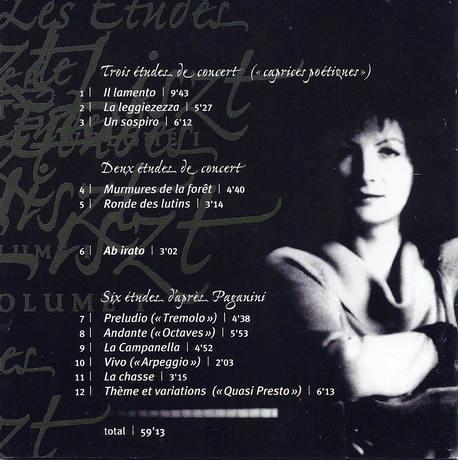 Les Études
Trois études de concert (« caprices poétiques »)
1 | Il lamento | 9'43
2 | La leggiezezza | 5'27
3 | Un sospiro | 6'12
Deux études de concert
4 | Murmures de la forêt | 4'40
5 | Ronde des lutins | 3'14
6 | Ab irato | 3'02
Six études d'après Paganini
7 | Preludio (« Tremolo ») | 4'38
8 | Andante (« Octaves ») | 5'53
9 | La Campanella | 4'52
10 | Vivo (« Arpeggio ») | 2'03
11 | La chasse | 3'15
12 | Thème et variations (« Quasi Presto ») | 6'13
total | 59'13